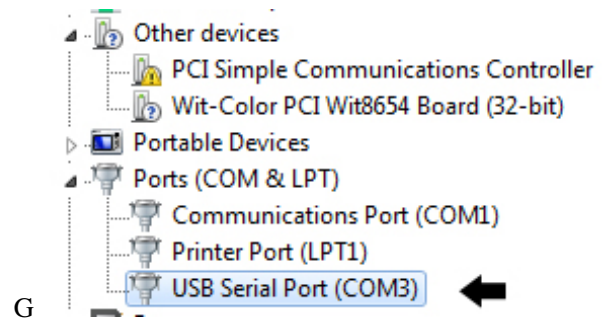 Other devices
PCI Simple Communications Controller
Wit-Color PCI Wit8654 Board (32-bit)
Portable Devices
Ports (COM & LPT)
Communications Port (COM1)
Printer Port (LPT1)
USB Serial Port (COM3)
G